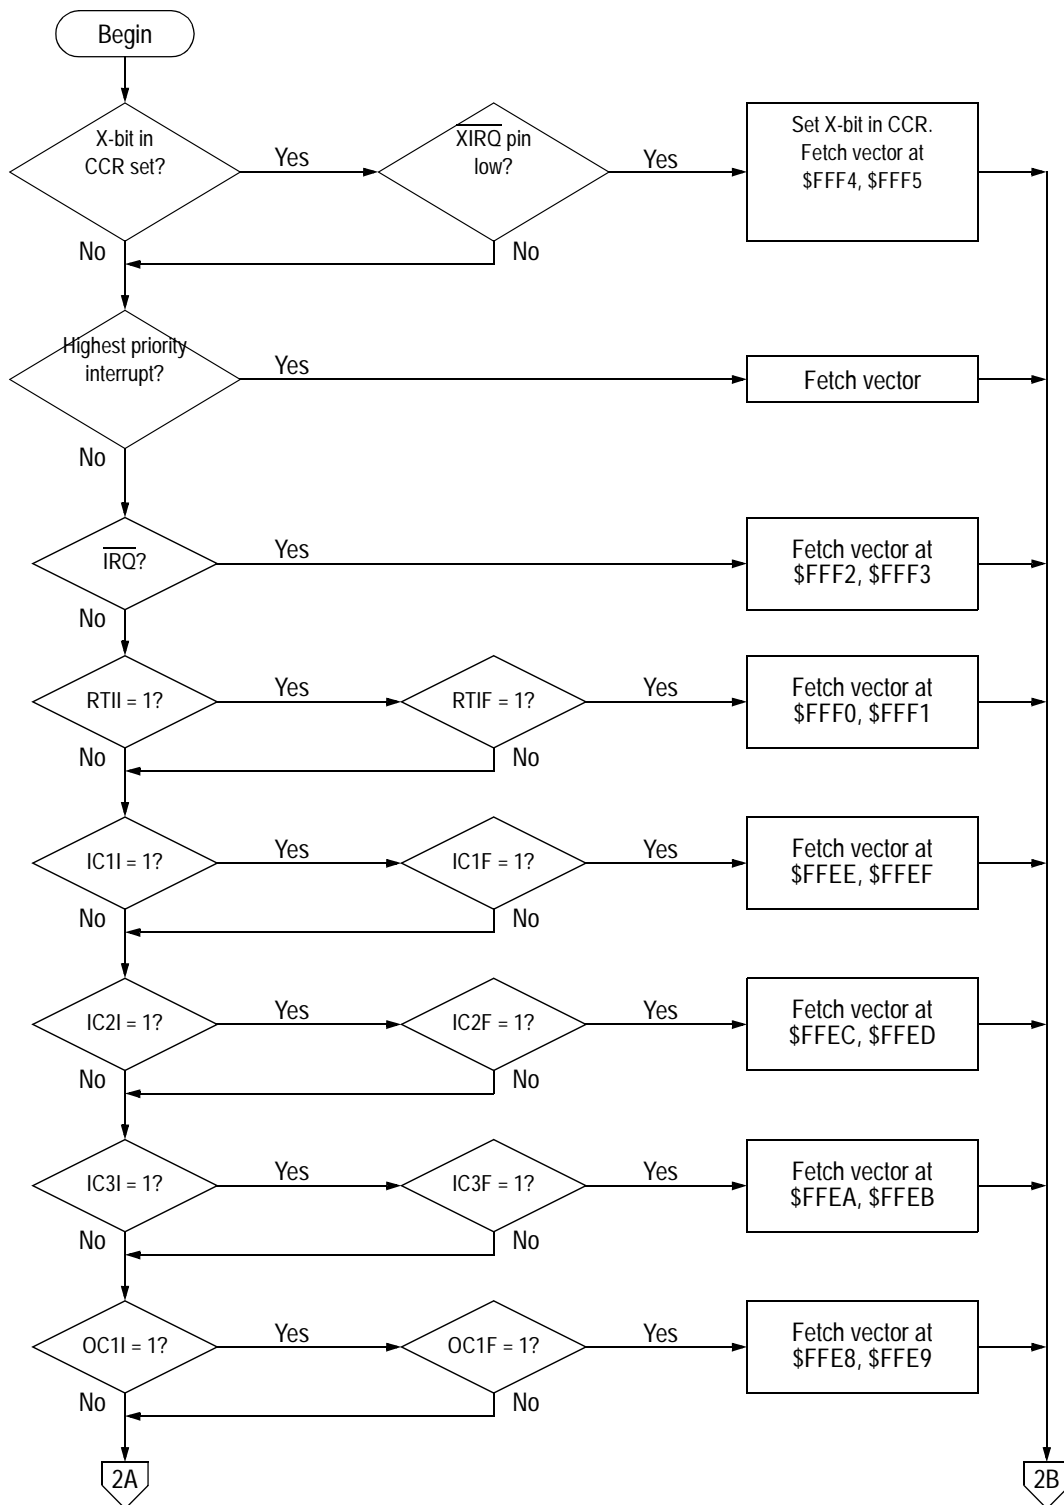 Begin
X-bit in
CCR set?
Yes
XIRQ pin
low?
Yes
Set X-bit in CCR.
Fetch vector at
$FFF4, $FFF5
No
No
Highest priority
interrupt?
Yes
Fetch vector
No
IRQ?
Yes
Fetch vector at
$FFF2, $FFF3
No
RTII = 1?
Yes
RTIF = 1?
Yes
Fetch vector at
$FFF0, $FFF1
No
No
IC1I = 1?
Yes
IC1F = 1?
Yes
Fetch vector at
$FFEE, $FFEF
No
No
IC2I = 1?
Yes
IC2F = 1?
Yes
Fetch vector at
$FFEC, $FFED
No
No
IC3I = 1?
Yes
IC3F = 1?
Yes
Fetch vector at
$FFEA, $FFEB
No
No
OC1I = 1?
Yes
OC1F = 1?
Yes
Fetch vector at
$FFE8, $FFE9
No
No
2A
2B